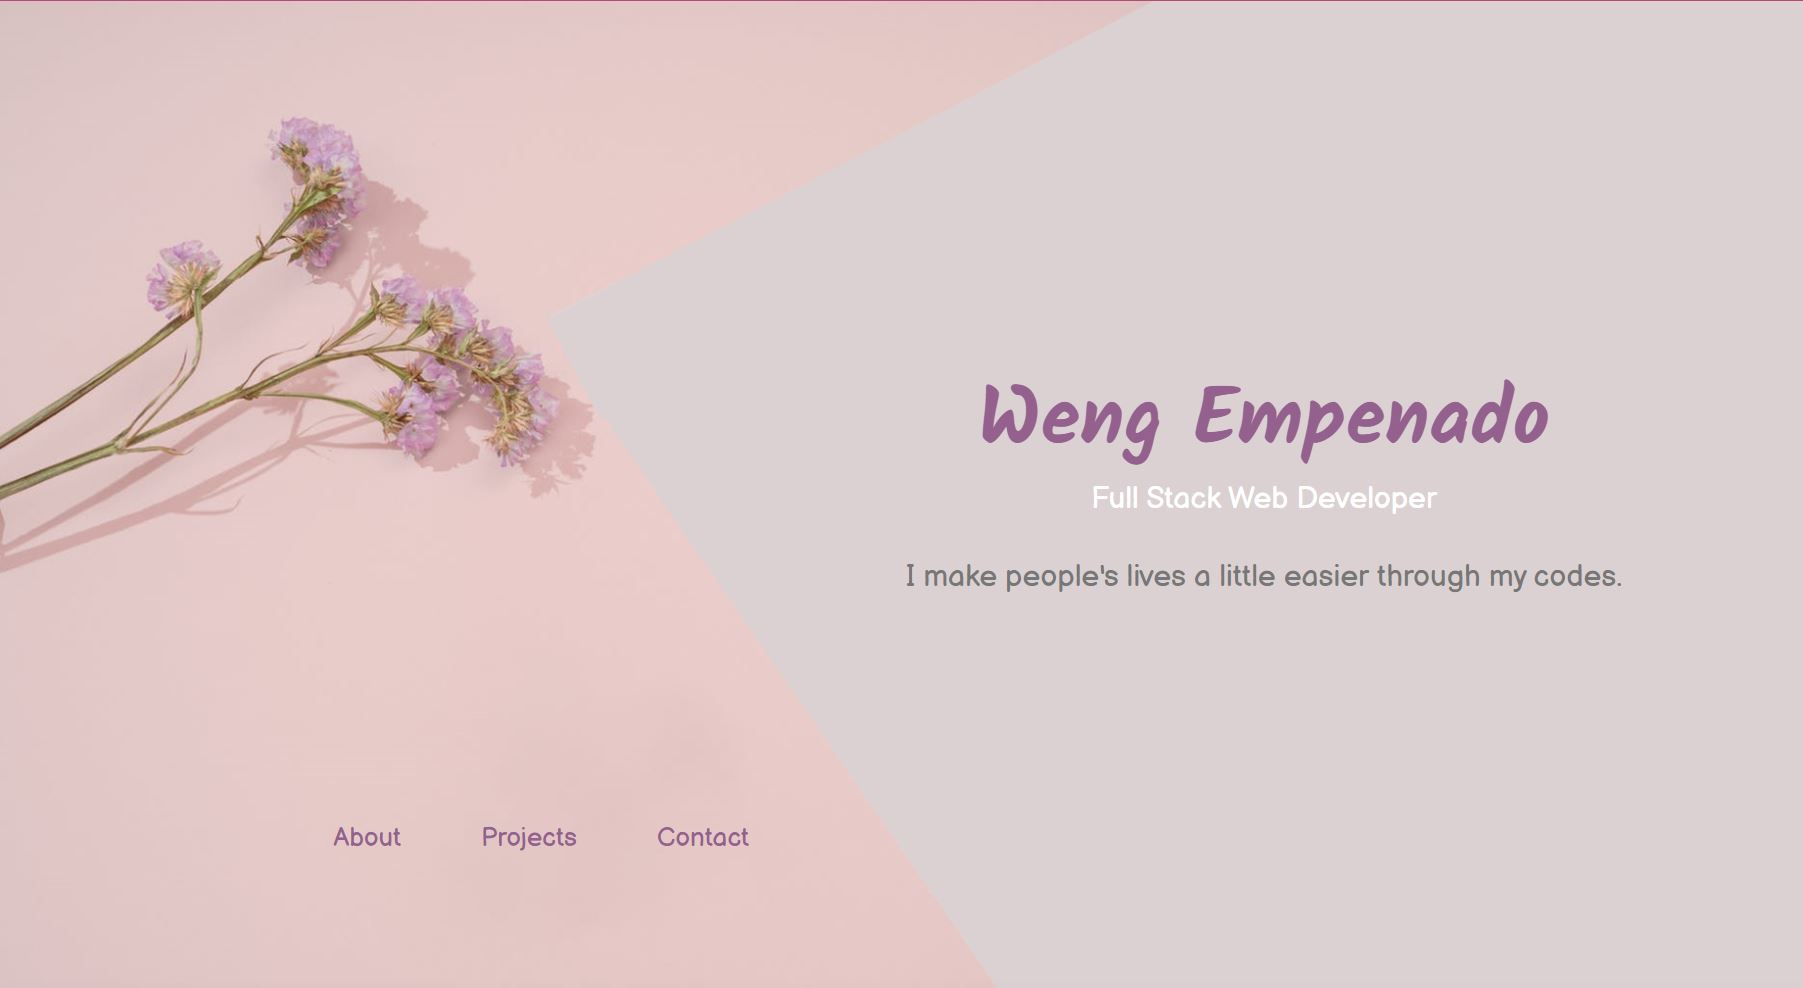 Weng Empenado
Full Stack Web Developer
I make people's lives a little easier through my codes.
About
Projects
Contact